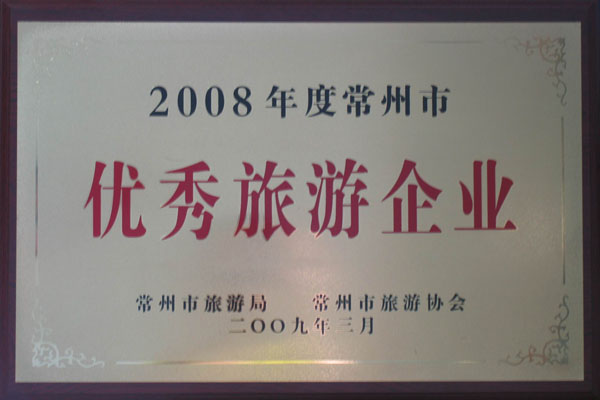 2008年度常州市
优秀旅游企业
常州市旅游局 常州市旅游协会
二〇〇九年三月